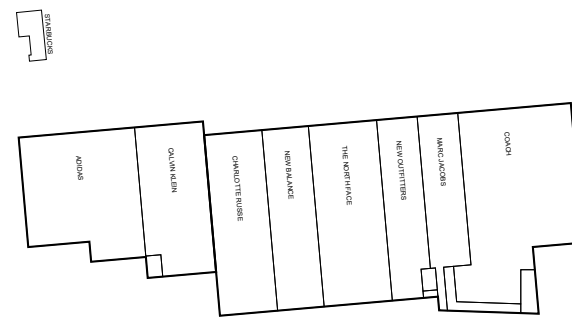 STARBUCKS
ADIDAS
CALVIN KLEIN
CHARLOTTE RUSSE
NEW BALANCE
THE NORTH FACE
NEW OUTFITTERS
MARC JACOBS
COACH